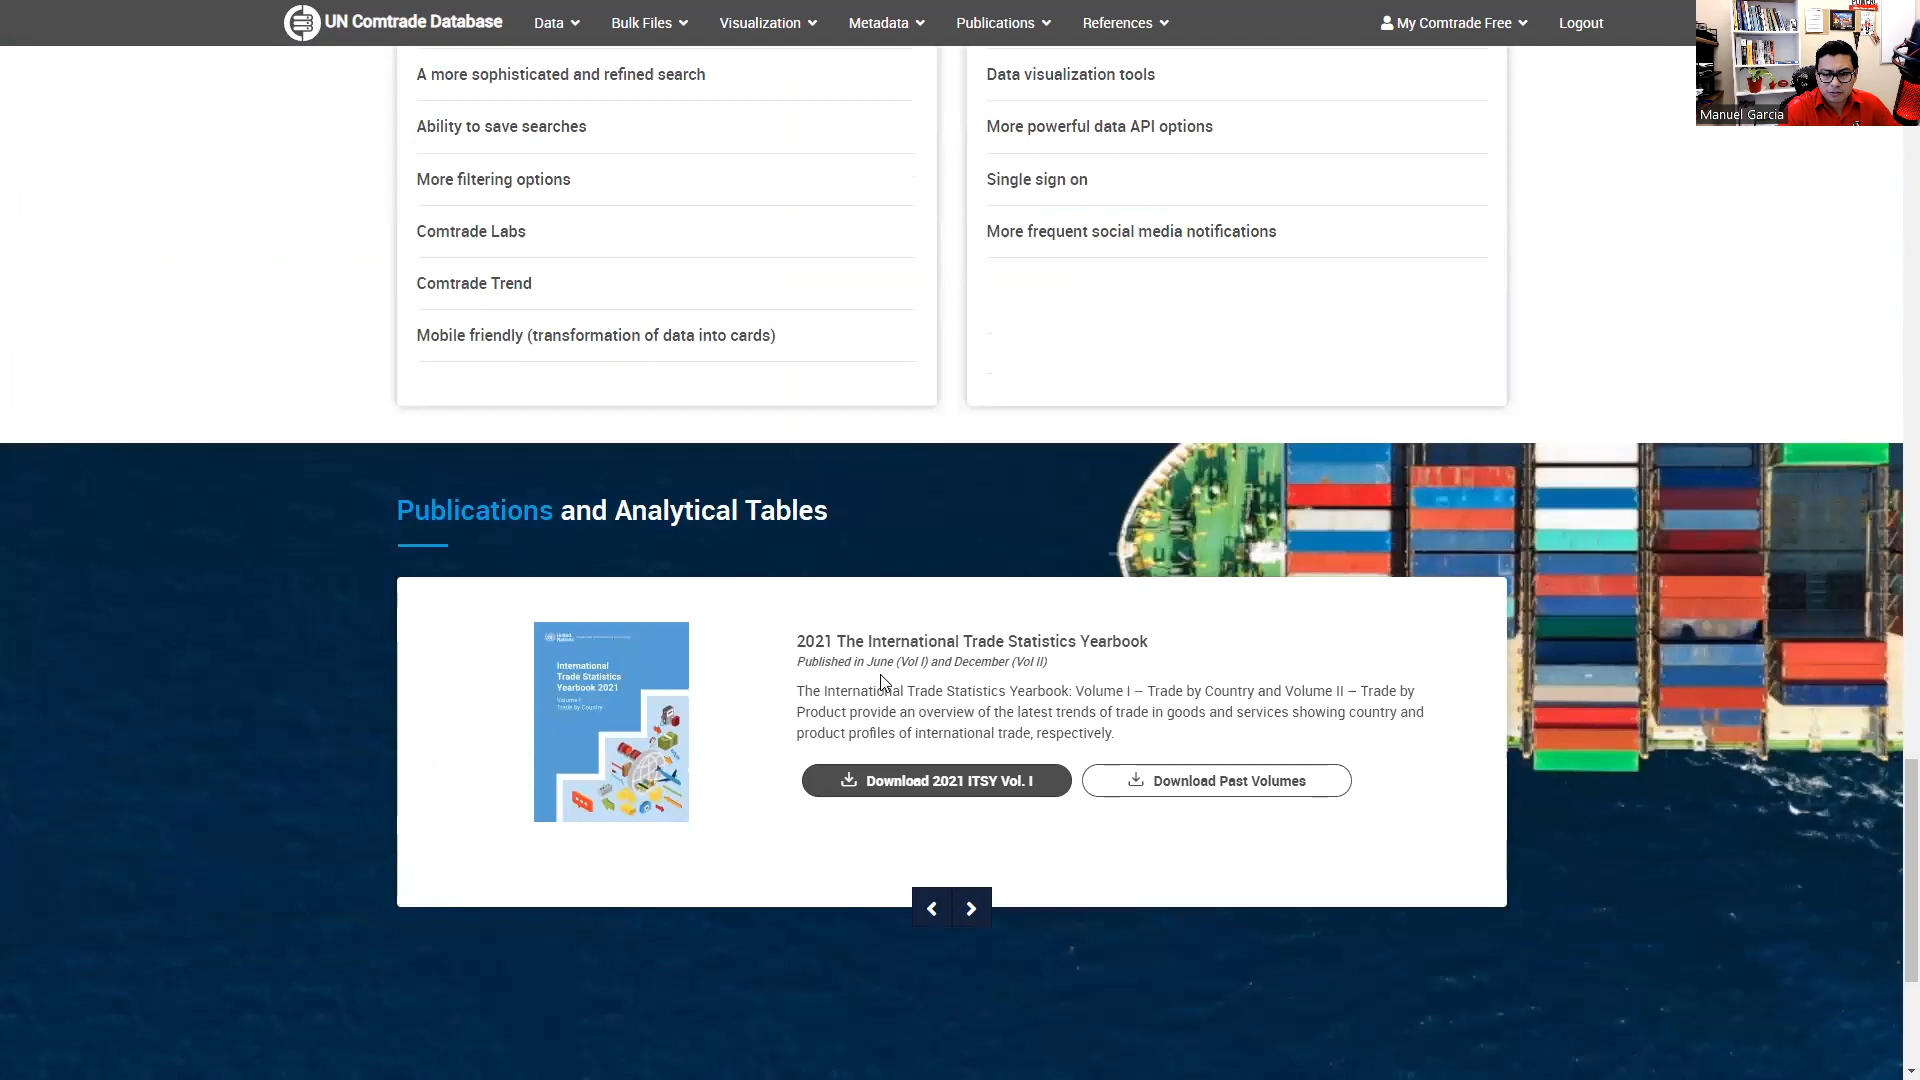 UN Comtrade Database
Data
Bulk Files
Visualization
Metadata
Publications
References
My Comtrade Free
Logout
Manuel Garcia
A more sophisticated and refined search
Ability to save searches
More filtering options
Comtrade Labs
Comtrade Trend
Mobile friendly (transformation of data into cards)
Data visualization tools
More powerful data API options
Single sign on
More frequent social media notifications
Publications and Analytical Tables
United
Nations
International
Trade Statistics
Yearbook 2021
Volume I
Trade by Country
2021 The International Trade Statistics Yearbook
Published in June (Vol I) and December (Vol II)
The International Trade Statistics Yearbook: Volume I – Trade by Country and Volume II – Trade by
Product provide an overview of the latest trends of trade in goods and services showing country and
product profiles of international trade, respectively.
Download 2021 ITSY Vol. I
Download Past Volumes